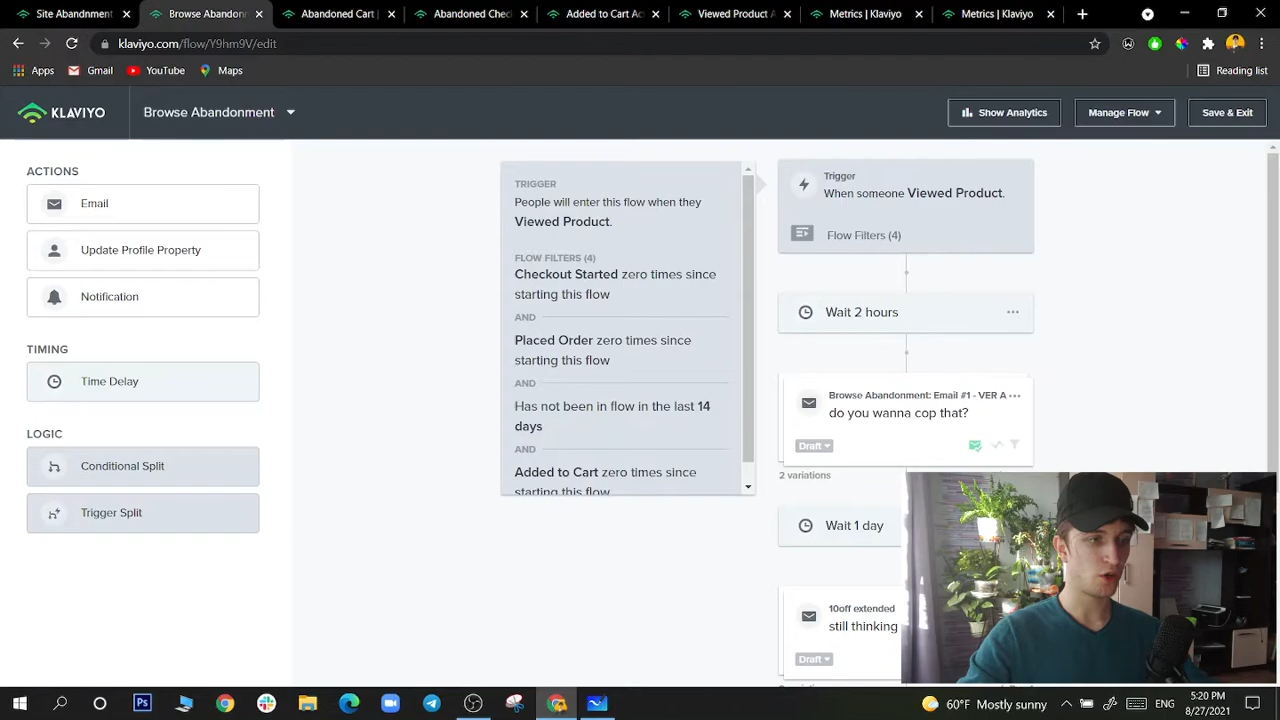 Site Abandnment
Browse Abandonm
Abandoned Cart
Abandoned Check
Added to Cart Ac
Viewed Product A
Metrics | Klaviyo
Metrics | Klaviyo
klaviyo.com/flow/Y9hm9V/edit
Apps
Gmail
YouTube
Maps
Reading list
KLAVIYO
Browse Abandonment
Show Analytics
Manage Flow
Save & Exit
ACTIONS
Email
Update Profile Property
Notification
TIMING
Time Delay
LOGIC
Conditional Split
Trigger Split
TRIGGER
People will enter this flow when they
Viewed Product.
FLOW FILTERS (4)
Checkout Started zero times since
starting this flow
AND
Placed Order zero times since
starting this flow
AND
Has not been in flow in the last 14
days
AND
Added to Cart zero times since
starting this flow
Trigger
When someone Viewed Product.
Flow Filters (4)
Wait 2 hours
Browse Abandonment: Email #1 - VER A
do you wanna cop that?
Draft
2 variations
Wait 1 day
10off extended
still thinking
Draft
60°F Mostly sunny
ENG
5:20 PM
8/27/2021